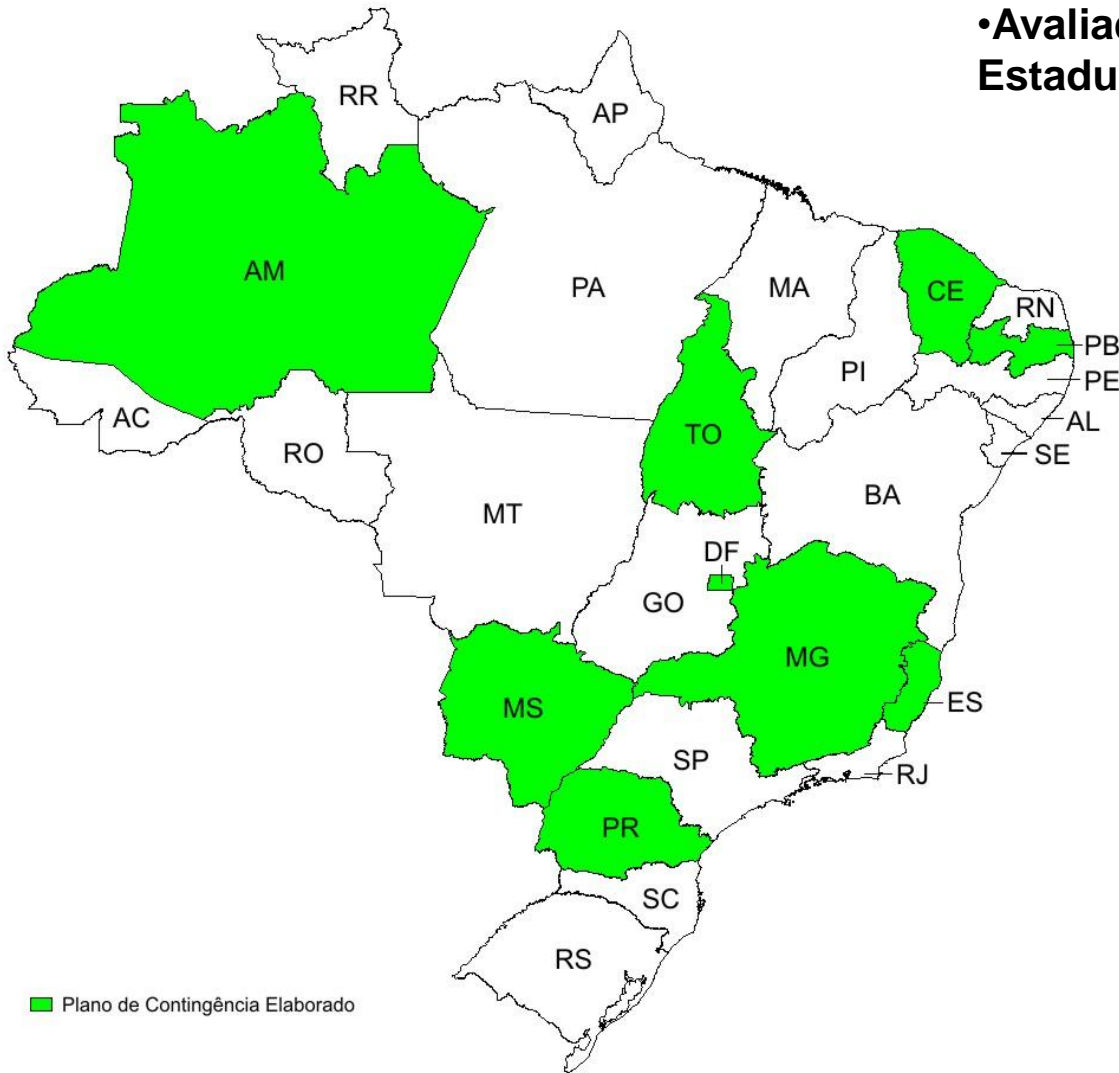 •Avaliad
Estadu
RR
AP
AM
PA
MA
CE
RN
PB
PE
PI
AL
SE
AC
RO
TO
BA
MT
DF
GO
MG
MS
ES
SP
RJ
PR
SC
RS
Plano de Contingência Elaborado